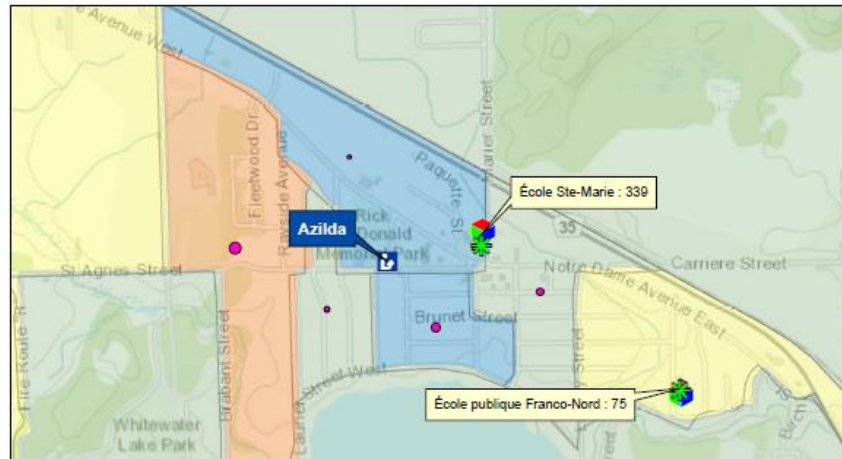 Avenue West
Fleetwood Dr.
Rayside Avenue
Paquette St
École Ste-Marie : 339
35
Azilda
Rick
Donald
Memorial Park
St Agnes Street
Notre Dame Avenue East
Carriere Street
Brunet Street
Fire Route
Brabant Street
Street West
École publique Franco-Nord : 75
Whitewater
Lake Park
Street
Birch